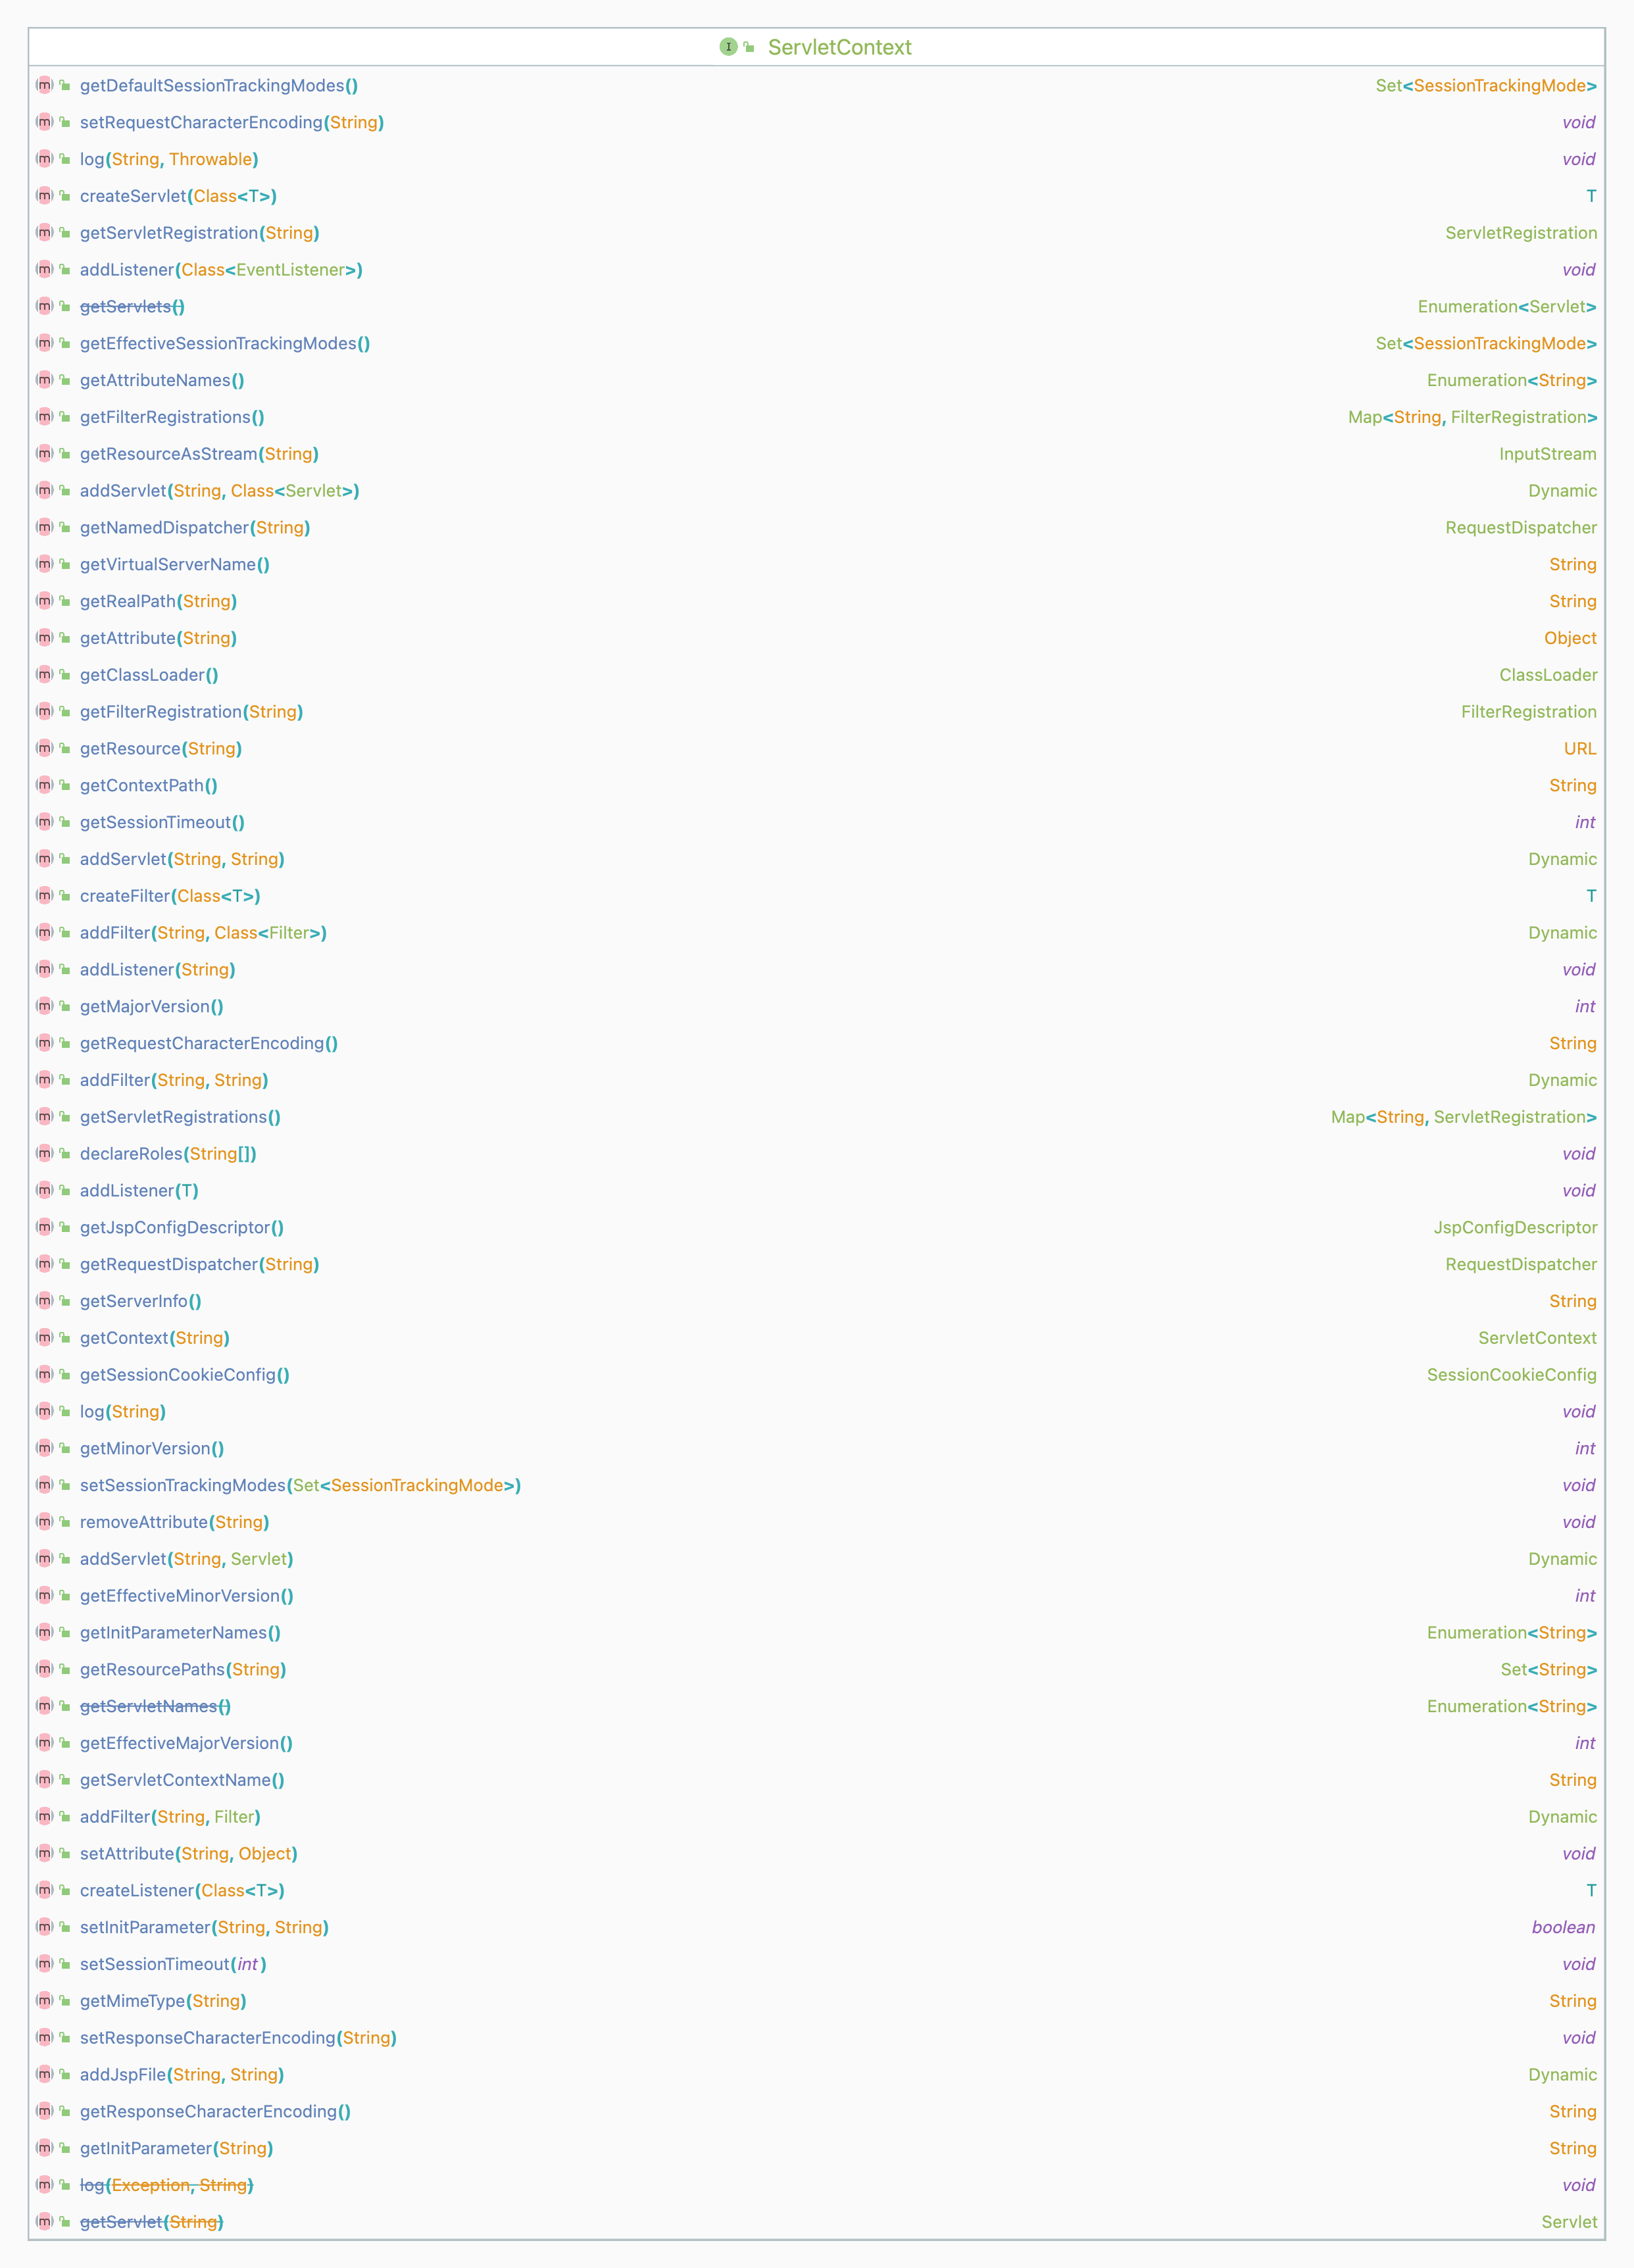 ServletContext
getDefaultSessionTrackingModes() Set<SessionTrackingMode>
setRequestCharacterEncoding(String) void
log(String, Throwable) void
createServlet(Class<T>) T
getServletRegistration(String) ServletRegistration
addListener(Class<EventListener>) void
getServlets() Enumeration<Servlet>
getEffectiveSessionTrackingModes() Set<SessionTrackingMode>
getAttributeNames() Enumeration<String>
getFilterRegistrations() Map<String, FilterRegistration>
getResourceAsStream(String) InputStream
addServlet(String, Class<Servlet>) Dynamic
getNamedDispatcher(String) RequestDispatcher
getVirtualServerName() String
getRealPath(String) String
getAttribute(String) Object
getClassLoader() ClassLoader
getFilterRegistration(String) FilterRegistration
getResource(String) URL
getContextPath() String
getSessionTimeout() int
addServlet(String, String) Dynamic
createFilter(Class<T>) T
addFilter(String, Class<Filter>) Dynamic
addListener(String) void
getMajorVersion() int
getRequestCharacterEncoding() String
addFilter(String, String) Dynamic
getServletRegistrations() Map<String, ServletRegistration>
declareRoles(String[]) void
addListener(T) void
getJspConfigDescriptor() JspConfigDescriptor
getRequestDispatcher(String) RequestDispatcher
getServerInfo() String
getContext(String) ServletContext
getSessionCookieConfig() SessionCookieConfig
log(String) void
getMinorVersion() int
setSessionTrackingModes(Set<SessionTrackingMode>) void
removeAttribute(String) void
addServlet(String, Servlet) Dynamic
getEffectiveMinorVersion() int
getInitParameterNames() Enumeration<String>
getResourcePaths(String) Set<String>
getServletNames() Enumeration<String>
getEffectiveMajorVersion() int
getServletContextName() String
addFilter(String, Filter) Dynamic
setAttribute(String, Object) void
createListener(Class<T>) T
setInitParameter(String, String) boolean
setSessionTimeout(int) void
getMimeType(String) String
setResponseCharacterEncoding(String) void
addJspFile(String, String) Dynamic
getResponseCharacterEncoding() String
getInitParameter(String) String
log(Exception, String) void
getServlet(String) Servlet